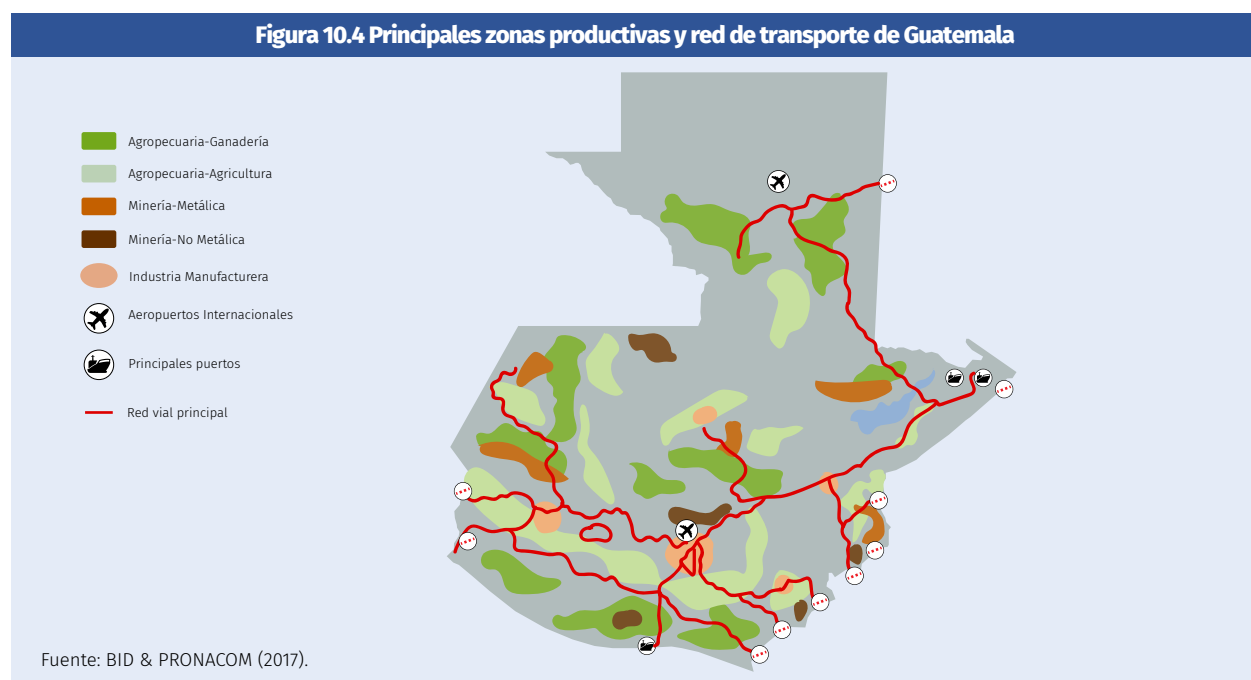 Figura 10.4 Principales zonas productivas y red de transporte de Guatemala
Agropecuaria-Ganadería
Agropecuaria-Agricultura
Minería-Metálica
Minería-No Metálica
Industria Manufacturera
Aeropuertos Internacionales
Principales puertos
Red vial principal
Fuente: BID & PRONACOM (2017).